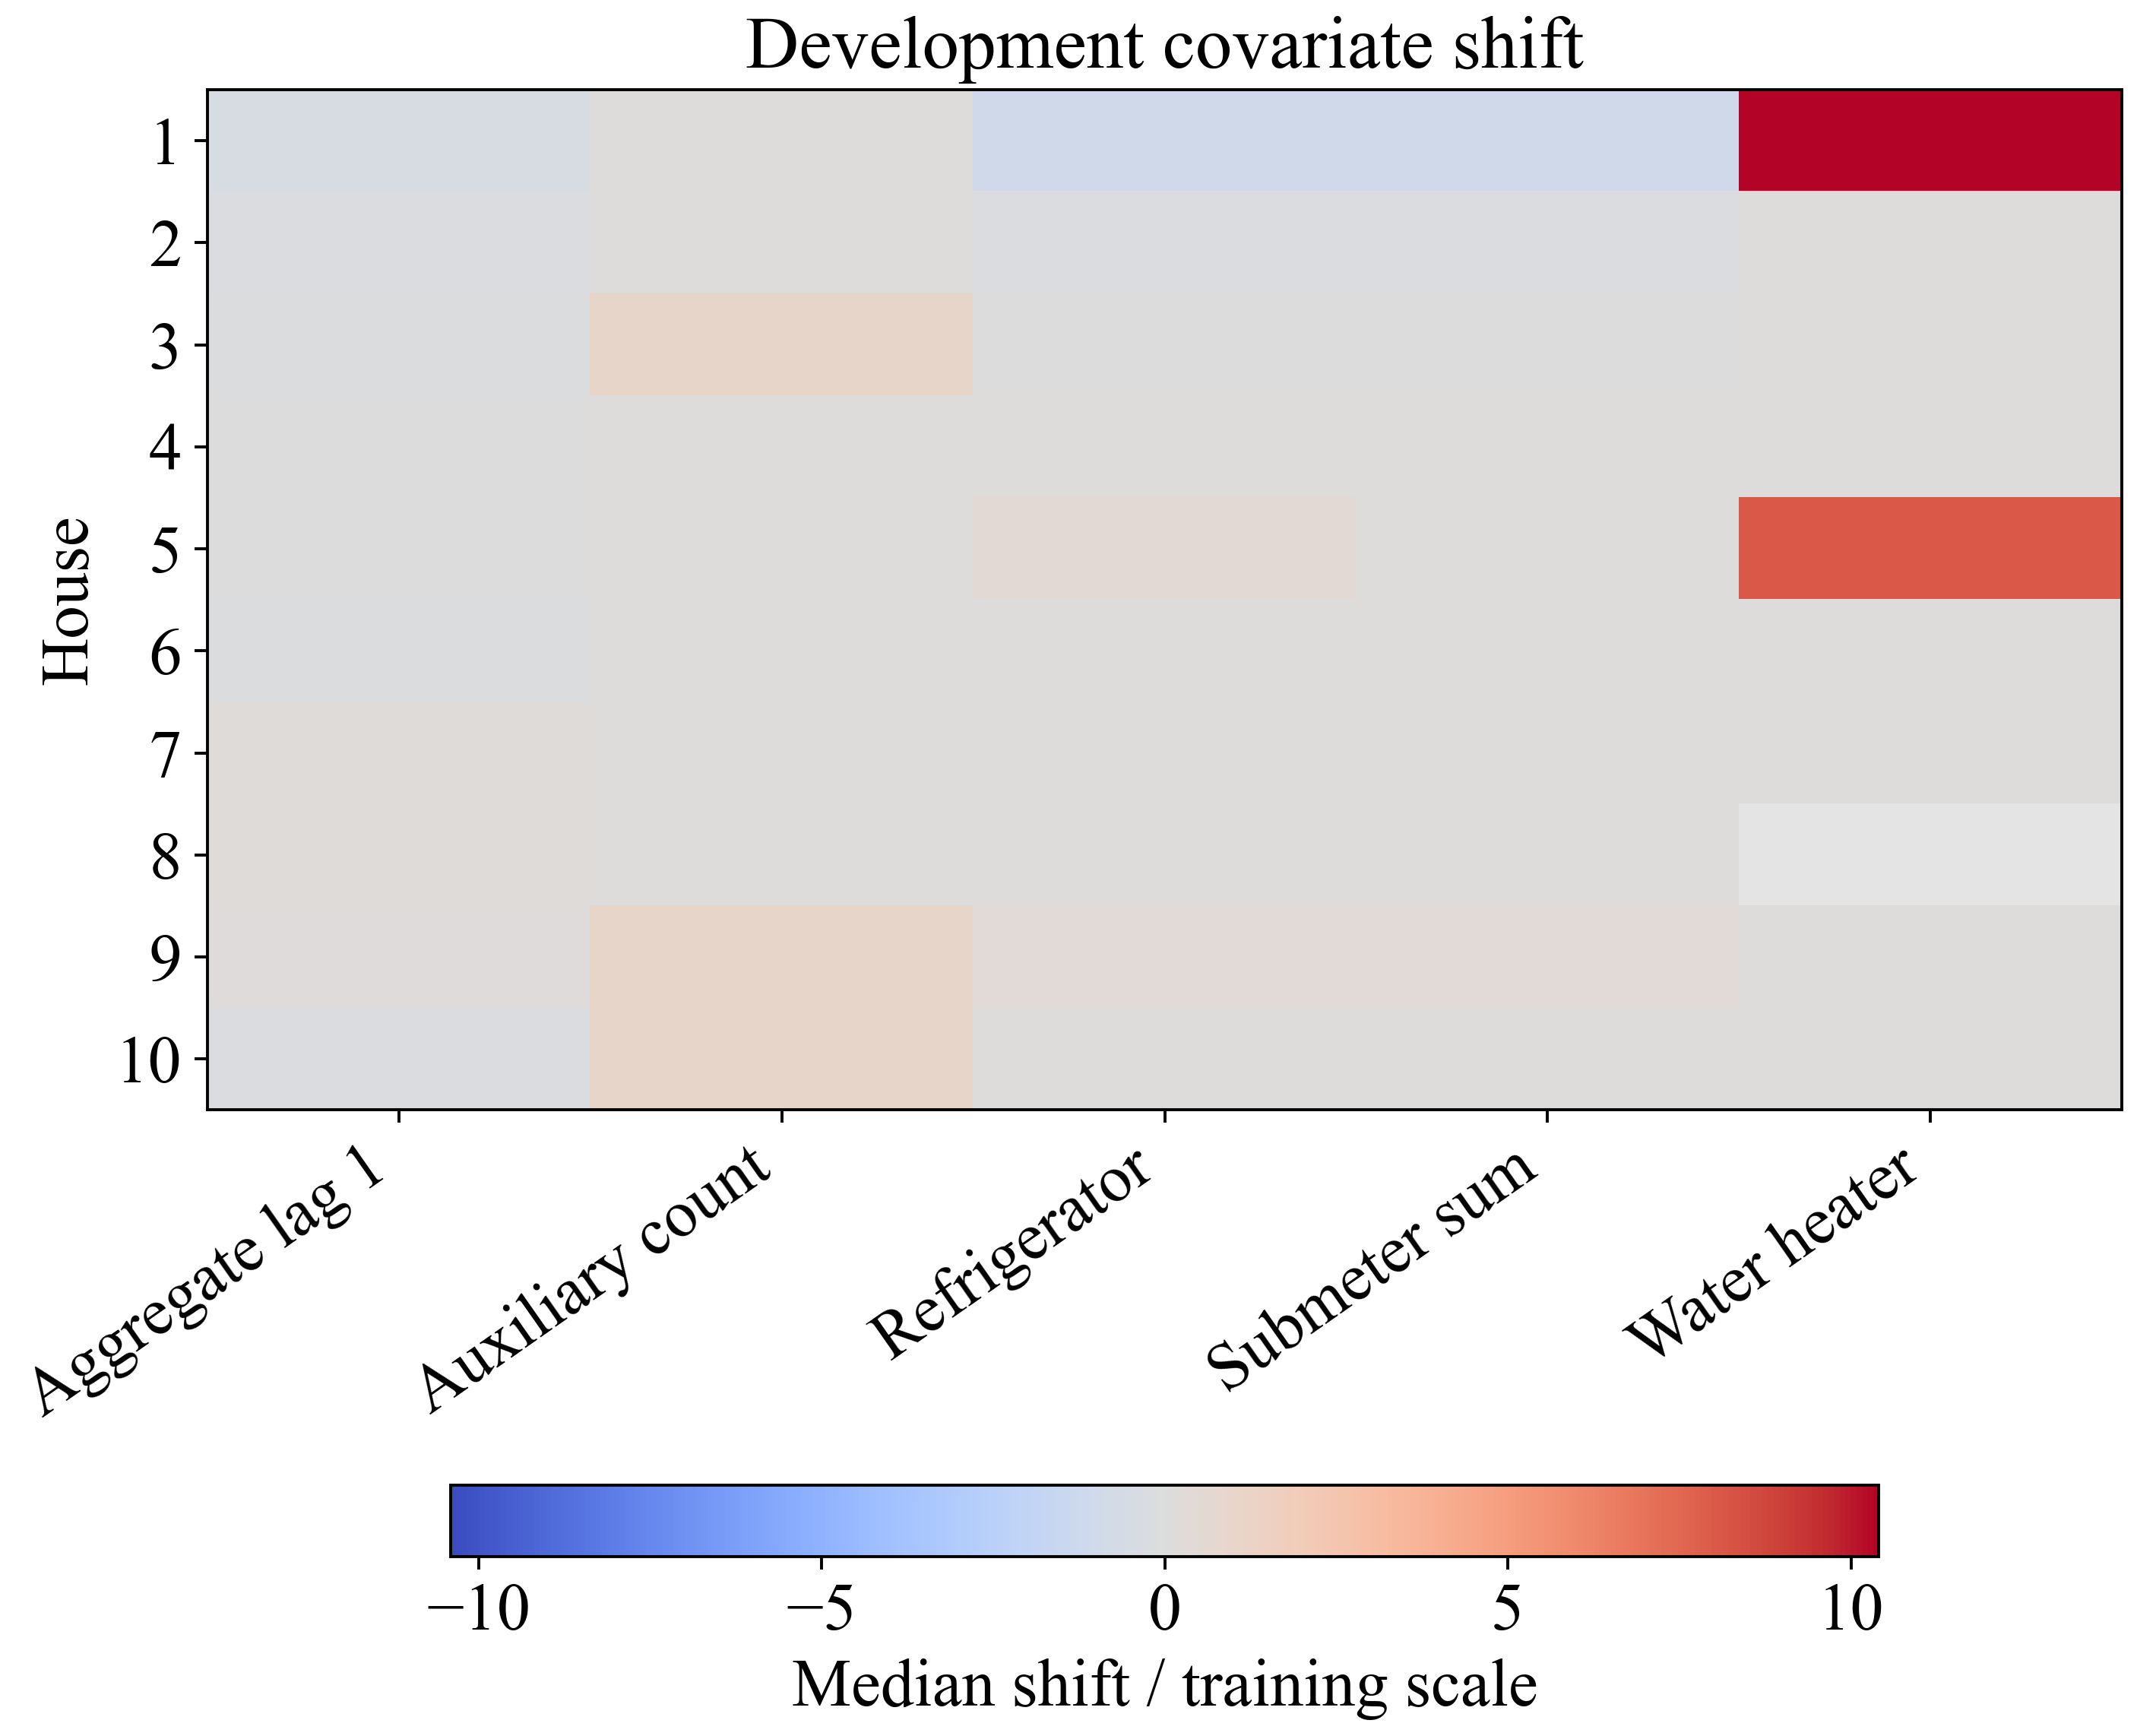 Development covariate shift
House
1
2
3
4
5
6
7
8
9
10
Aggregate lag 1
Auxiliary count
Refrigerator
Submeter sum
Water heater
−10
−5
0
5
10
Median shift / training scale